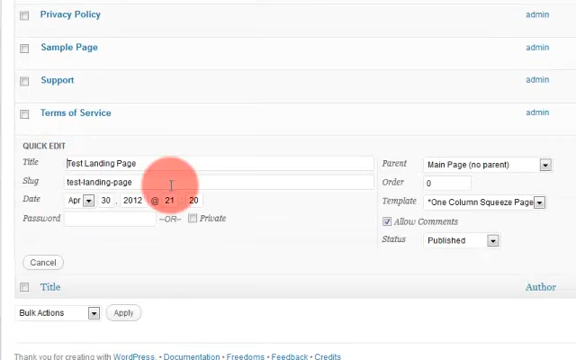 Privacy Policy admin
Sample Page admin
Support admin
Terms of Service admin
QUICK EDIT
Title Test Landing Page Parent Main Page (no parent)
Slug test-landing-page Order 0
Date Apr 30 , 2012 @ 21 20 Template *One Column Squeeze Page
Password –OR– Private Allow Comments
Status Published
Cancel
Title Author
Bulk Actions Apply
Thank you for creating with WordPress. • Documentation • Freedoms • Feedback • Credits